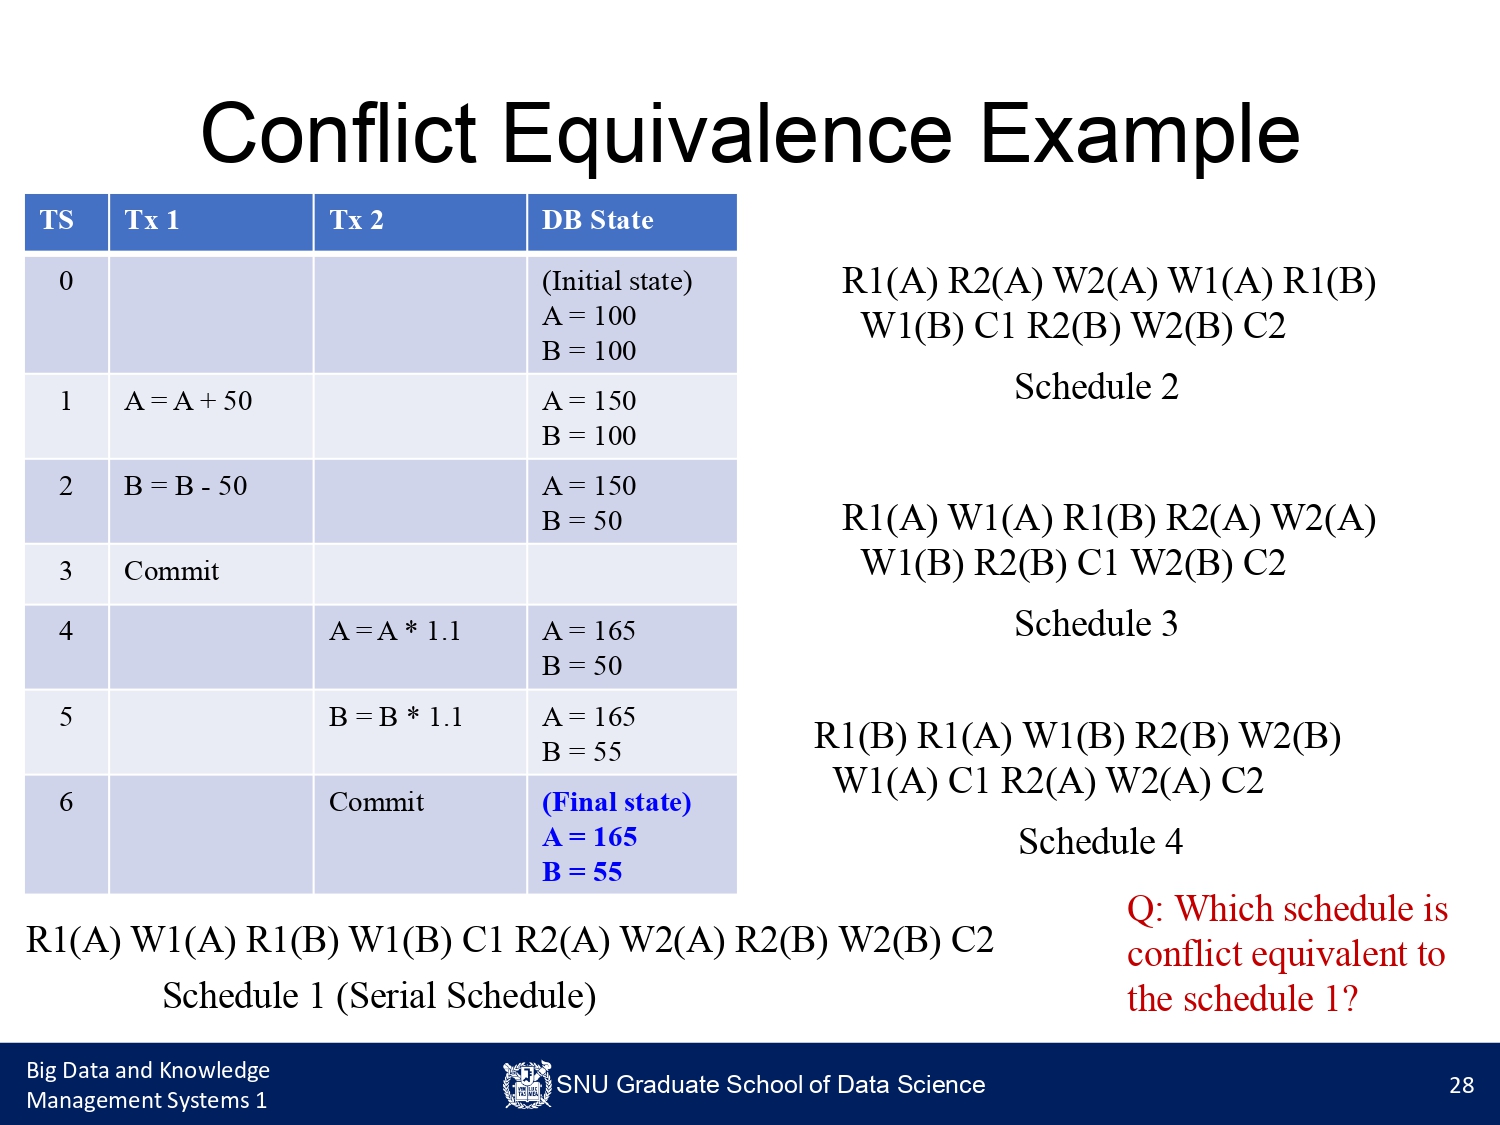 Conflict Equivalence Example
TS Tx 1 Tx 2 DB State
0 (Initial state)
A = 100
B = 100
1 A = A + 50 A = 150
B = 100
2 B = B - 50 A = 150
B = 50
3 Commit
4 A = A * 1.1 A = 165
B = 50
5 B = B * 1.1 A = 165
B = 55
6 Commit (Final state)
A = 165
B = 55
R1(A) W1(A) R1(B) W1(B) C1 R2(A) W2(A) R2(B) W2(B) C2
Schedule 1 (Serial Schedule)
R1(A) R2(A) W2(A) W1(A) R1(B)
W1(B) C1 R2(B) W2(B) C2
Schedule 2
R1(A) W1(A) R1(B) R2(A) W2(A)
W1(B) R2(B) C1 W2(B) C2
Schedule 3
R1(B) R1(A) W1(B) R2(B) W2(B)
W1(A) C1 R2(A) W2(A) C2
Schedule 4
Q: Which schedule is
conflict equivalent to
the schedule 1?
Big Data and Knowledge
Management Systems 1
SNU Graduate School of Data Science
28